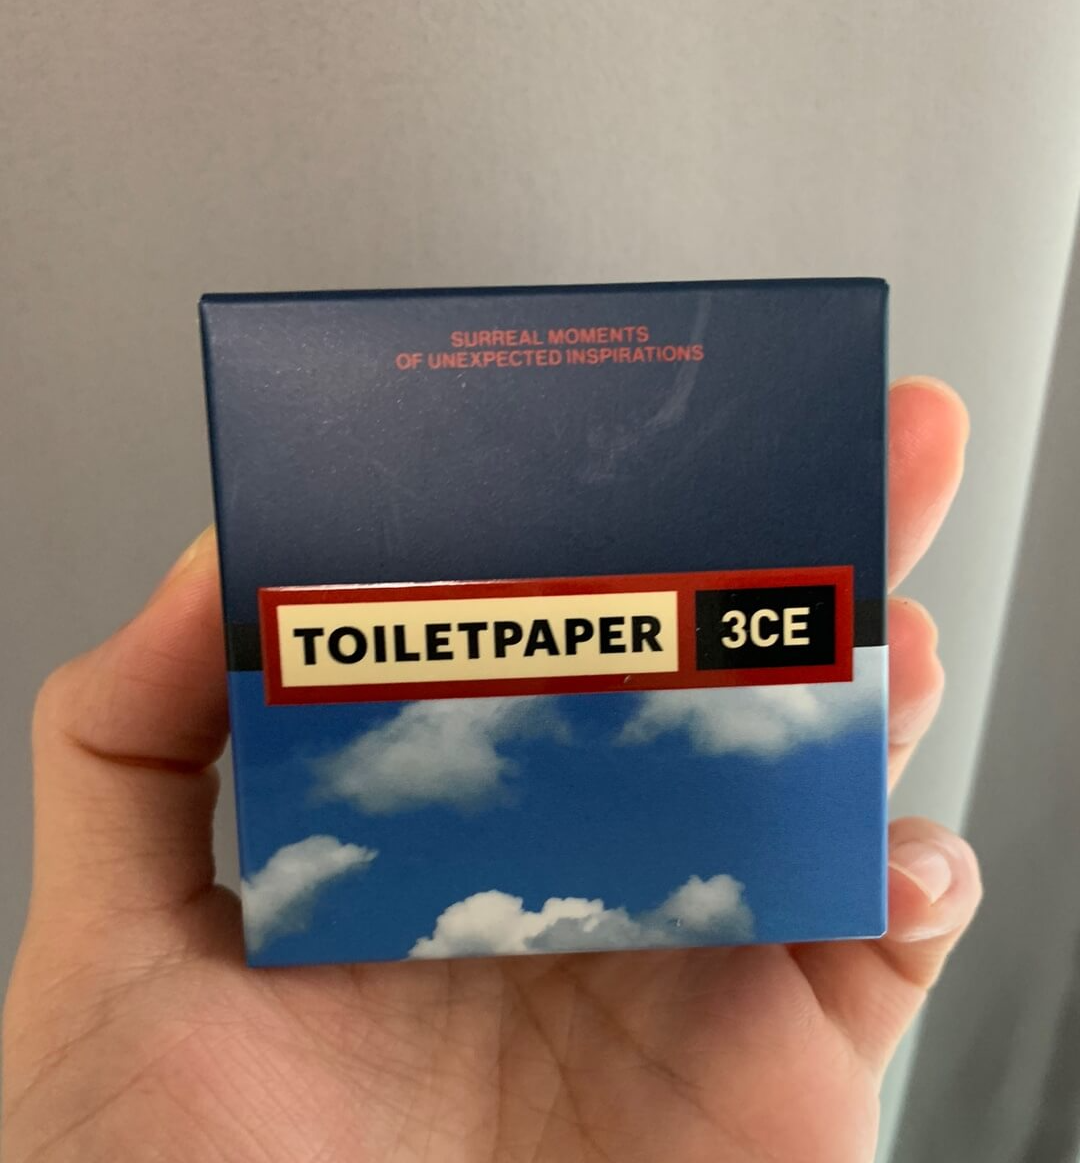 SURREAL MOMENTS
OF UNEXPECTED INSPIRATIONS
TOILETPAPER 3CE